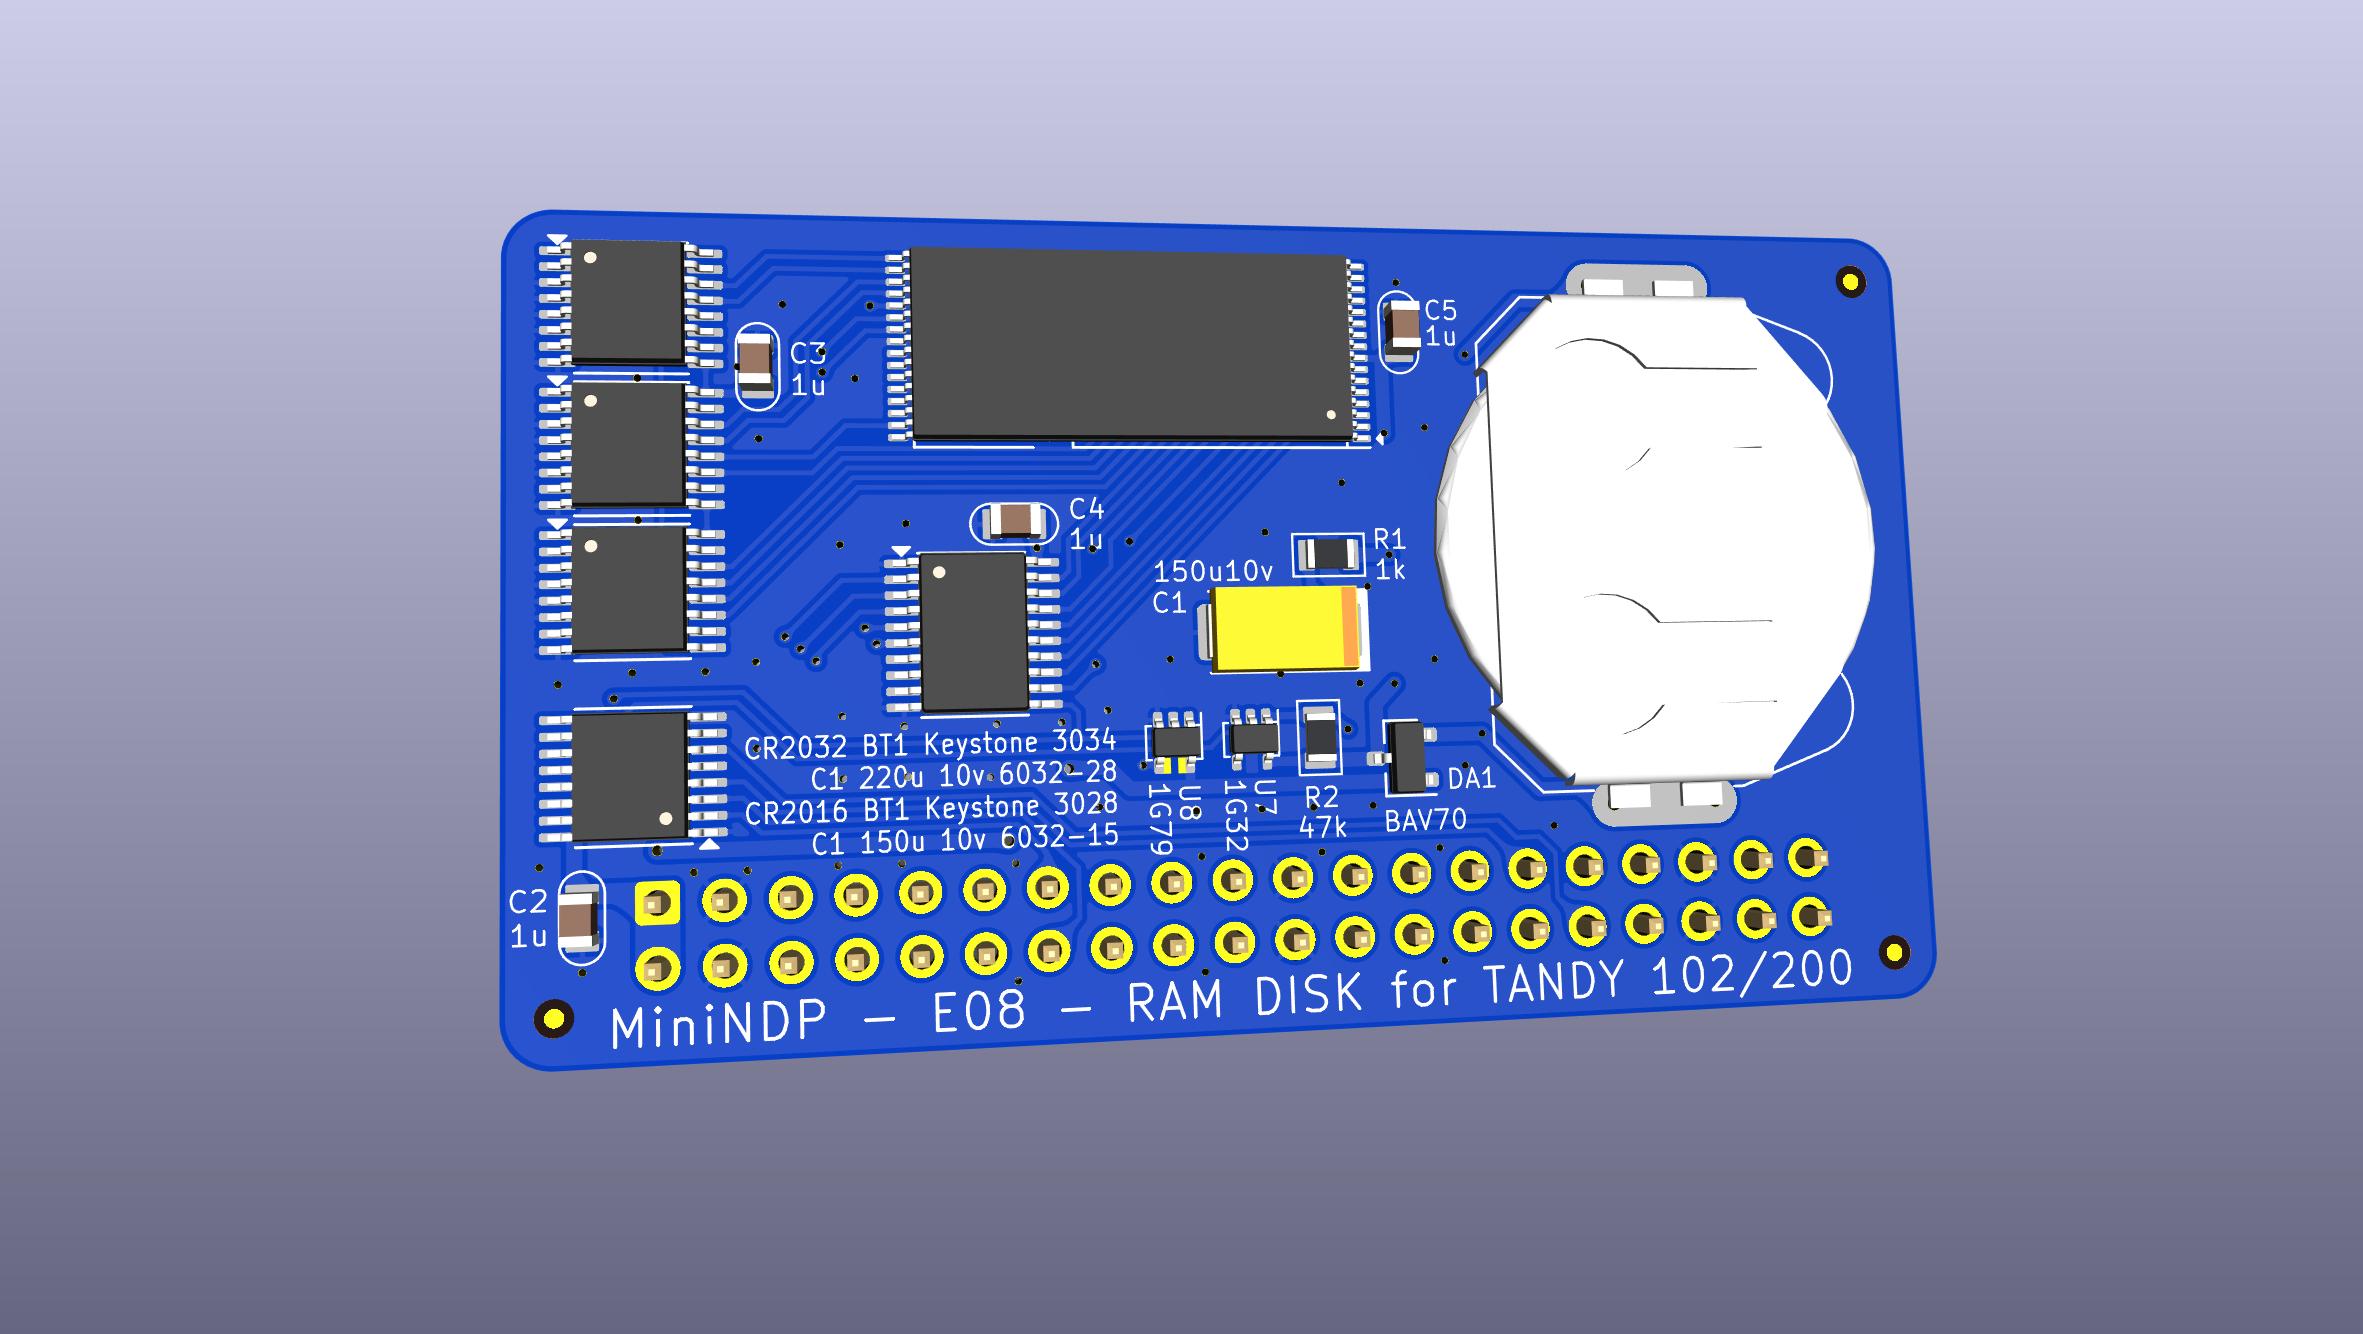 C3
1u
C5
1u
C4
1u
R1
1k
150u10v
C1
CR2032 BT1 Keystone 3034
C1 220u 10v 6032-28
CR2016 BT1 Keystone 3028
C1 150u 10v 6032-15
U8
1G79
U7
1G32
R2
47k
DA1
BAV70
C2
1u
MiniNDP - E08 - RAM DISK for TANDY 102/200